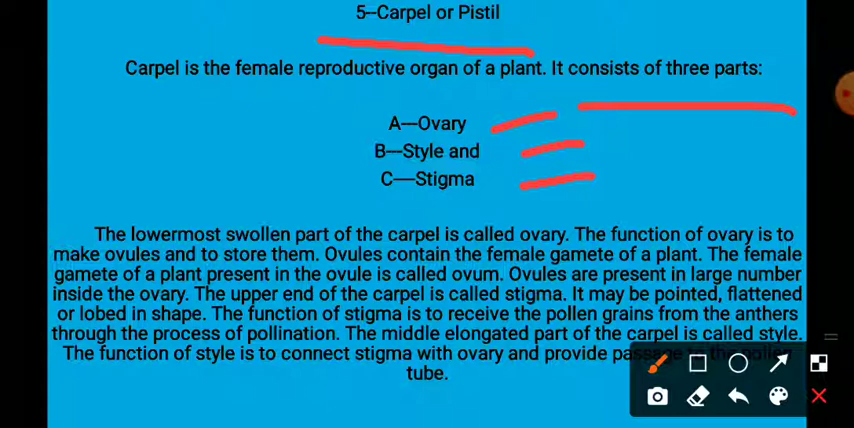 5--Carpel or Pistil
Carpel is the female reproductive organ of a plant. It consists of three parts:
A---Ovary
B---Style and
C----Stigma
The lowermost swollen part of the carpel is called ovary. The function of ovary is to
make ovules and to store them. Ovules contain the female gamete of a plant. The female
gamete of a plant present in the ovule is called ovum. Ovules are present in large number
inside the ovary. The upper end of the carpel is called stigma. It may be pointed, flattened
or lobed in shape. The function of stigma is to receive the pollen grains from the anthers
through the process of pollination. The middle elongated part of the carpel is called style.
The function of style is to connect stigma with ovary and provide passage to the pollen
tube.